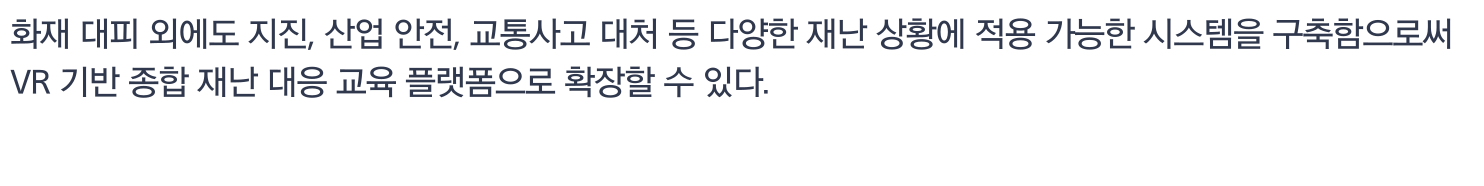 화재 대피 외에도 지진, 산업 안전, 교통사고 대처 등 다양한 재난 상황에 적용 가능한 시스템을 구축함으로써
VR 기반 종합 재난 대응 교육 플랫폼으로 확장할 수 있다.